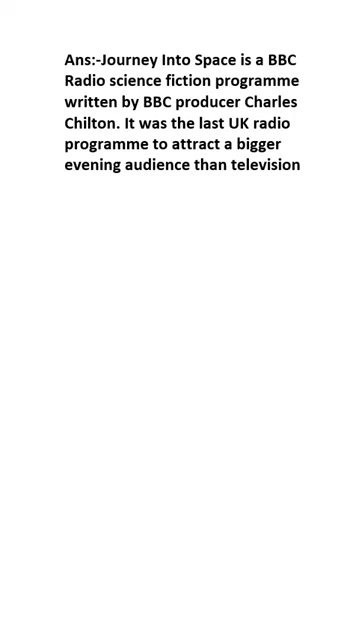 Ans:-Journey Into Space is a BBC
Radio science fiction programme
written by BBC producer Charles
Chilton. It was the last UK radio
programme to attract a bigger
evening audience than television